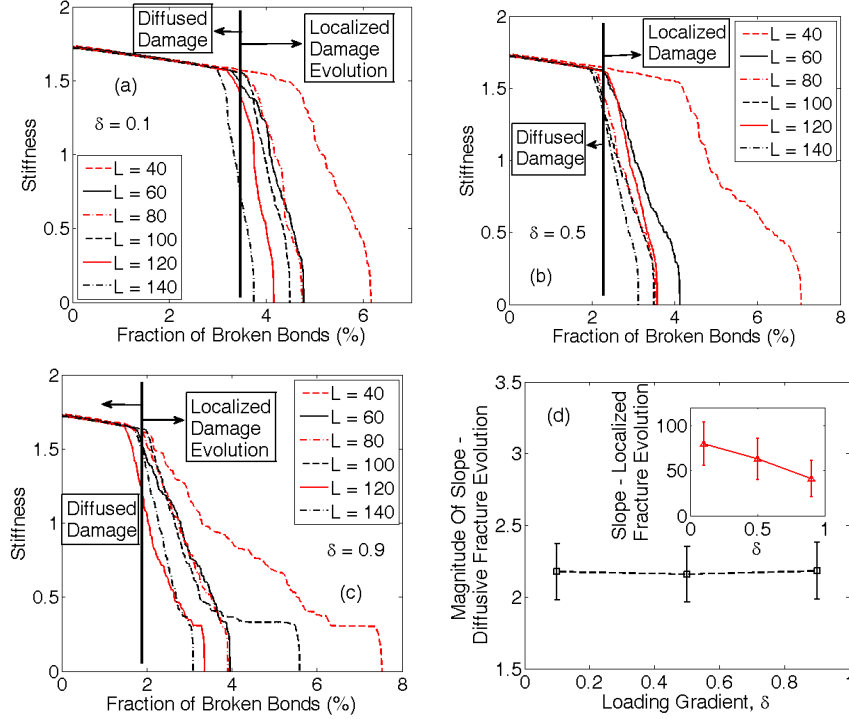 Diffused
Damage
Localized
Damage
Evolution
(a)
δ = 0.1
L = 40
L = 60
L = 80
L = 100
L = 120
L = 140
Stiffness
2
1.5
1
0.5
0
0 2 4 6
Fraction of Broken Bonds (%)
Localized
Damage
Diffused
Damage
L = 40
L = 60
L = 80
L = 100
L = 120
L = 140
δ = 0.5
(b)
Stiffness
2
1.5
1
0.5
0
0 2 4 6 8
Fraction of Broken Bonds (%)
Localized
Damage
Evolution
Diffused
Damage
L = 40
L = 60
L = 80
L = 100
L = 120
L = 140
δ = 0.9
(c)
Stiffness
2
1.5
1
0.5
0
0 2 4 6 8
Fraction of Broken Bonds (%)
(d)
Magnitude Of Slope -
Diffusive Fracture Evolution
3.5
3
2.5
2
1.5
0 0.2 0.4 0.6 0.8 1
Loading Gradient, δ
Slope - Localized
Fracture Evolution
100
50
0
0 0.5 1
δ